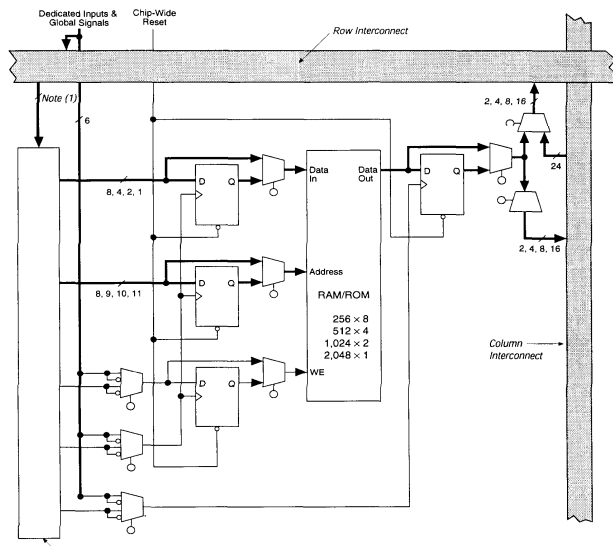 Dedicated Inputs &
Global Signals
Chip-Wide
Reset
Row Interconnect
Note (1)
6
2, 4, 8, 16
24
8, 4, 2, 1
D Q
Data
In
Data
Out
D Q
2, 4, 8, 16
8, 9, 10, 11
D Q
Address
RAM/ROM
256 × 8
512 × 4
1,024 × 2
2,048 × 1
Column
Interconnect
D Q
WE